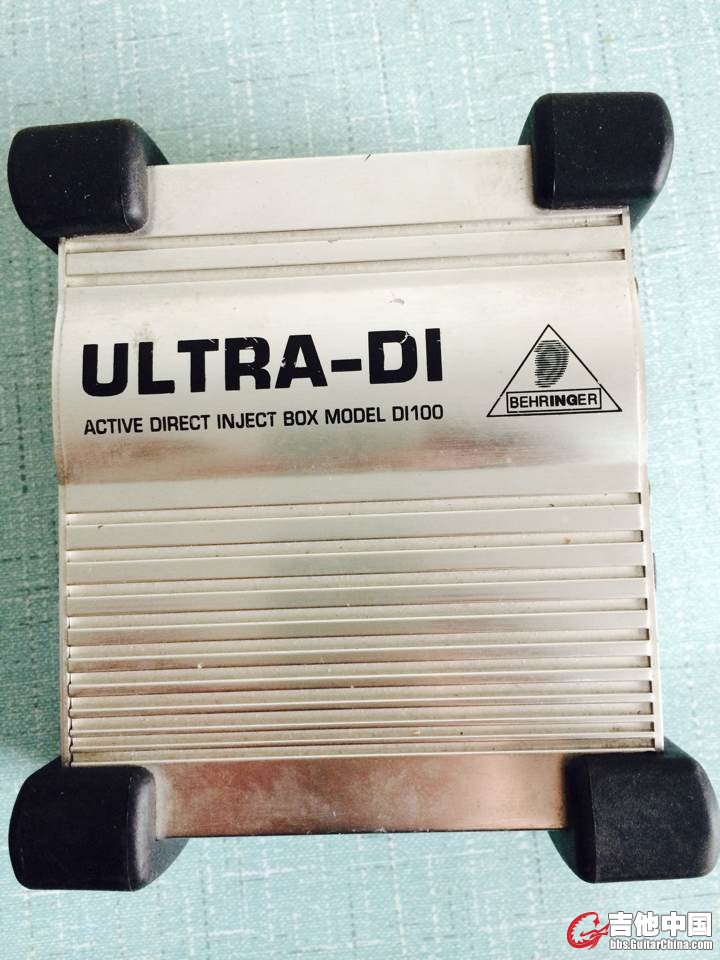 ULTRA-DI
ACTIVE DIRECT INJECT BOX MODEL DI100
BEHRINGER
吉他中国
bbs.GuitarChina.com